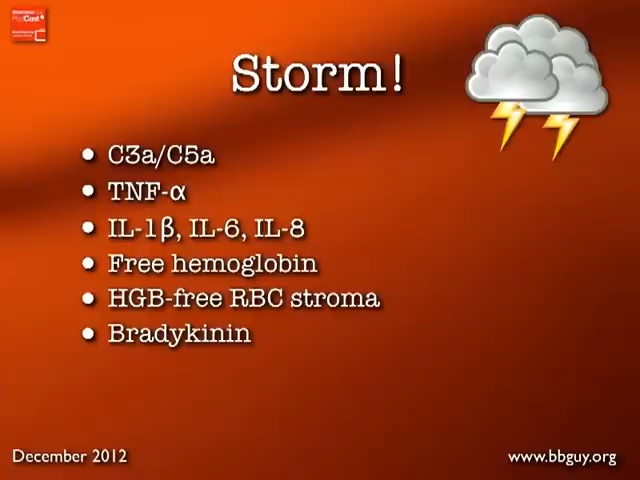 Storm!
C3a/C5a
TNF-α
IL-1β, IL-6, IL-8
Free hemoglobin
HGB-free RBC stroma
Bradykinin
December 2012
www.bbguy.org